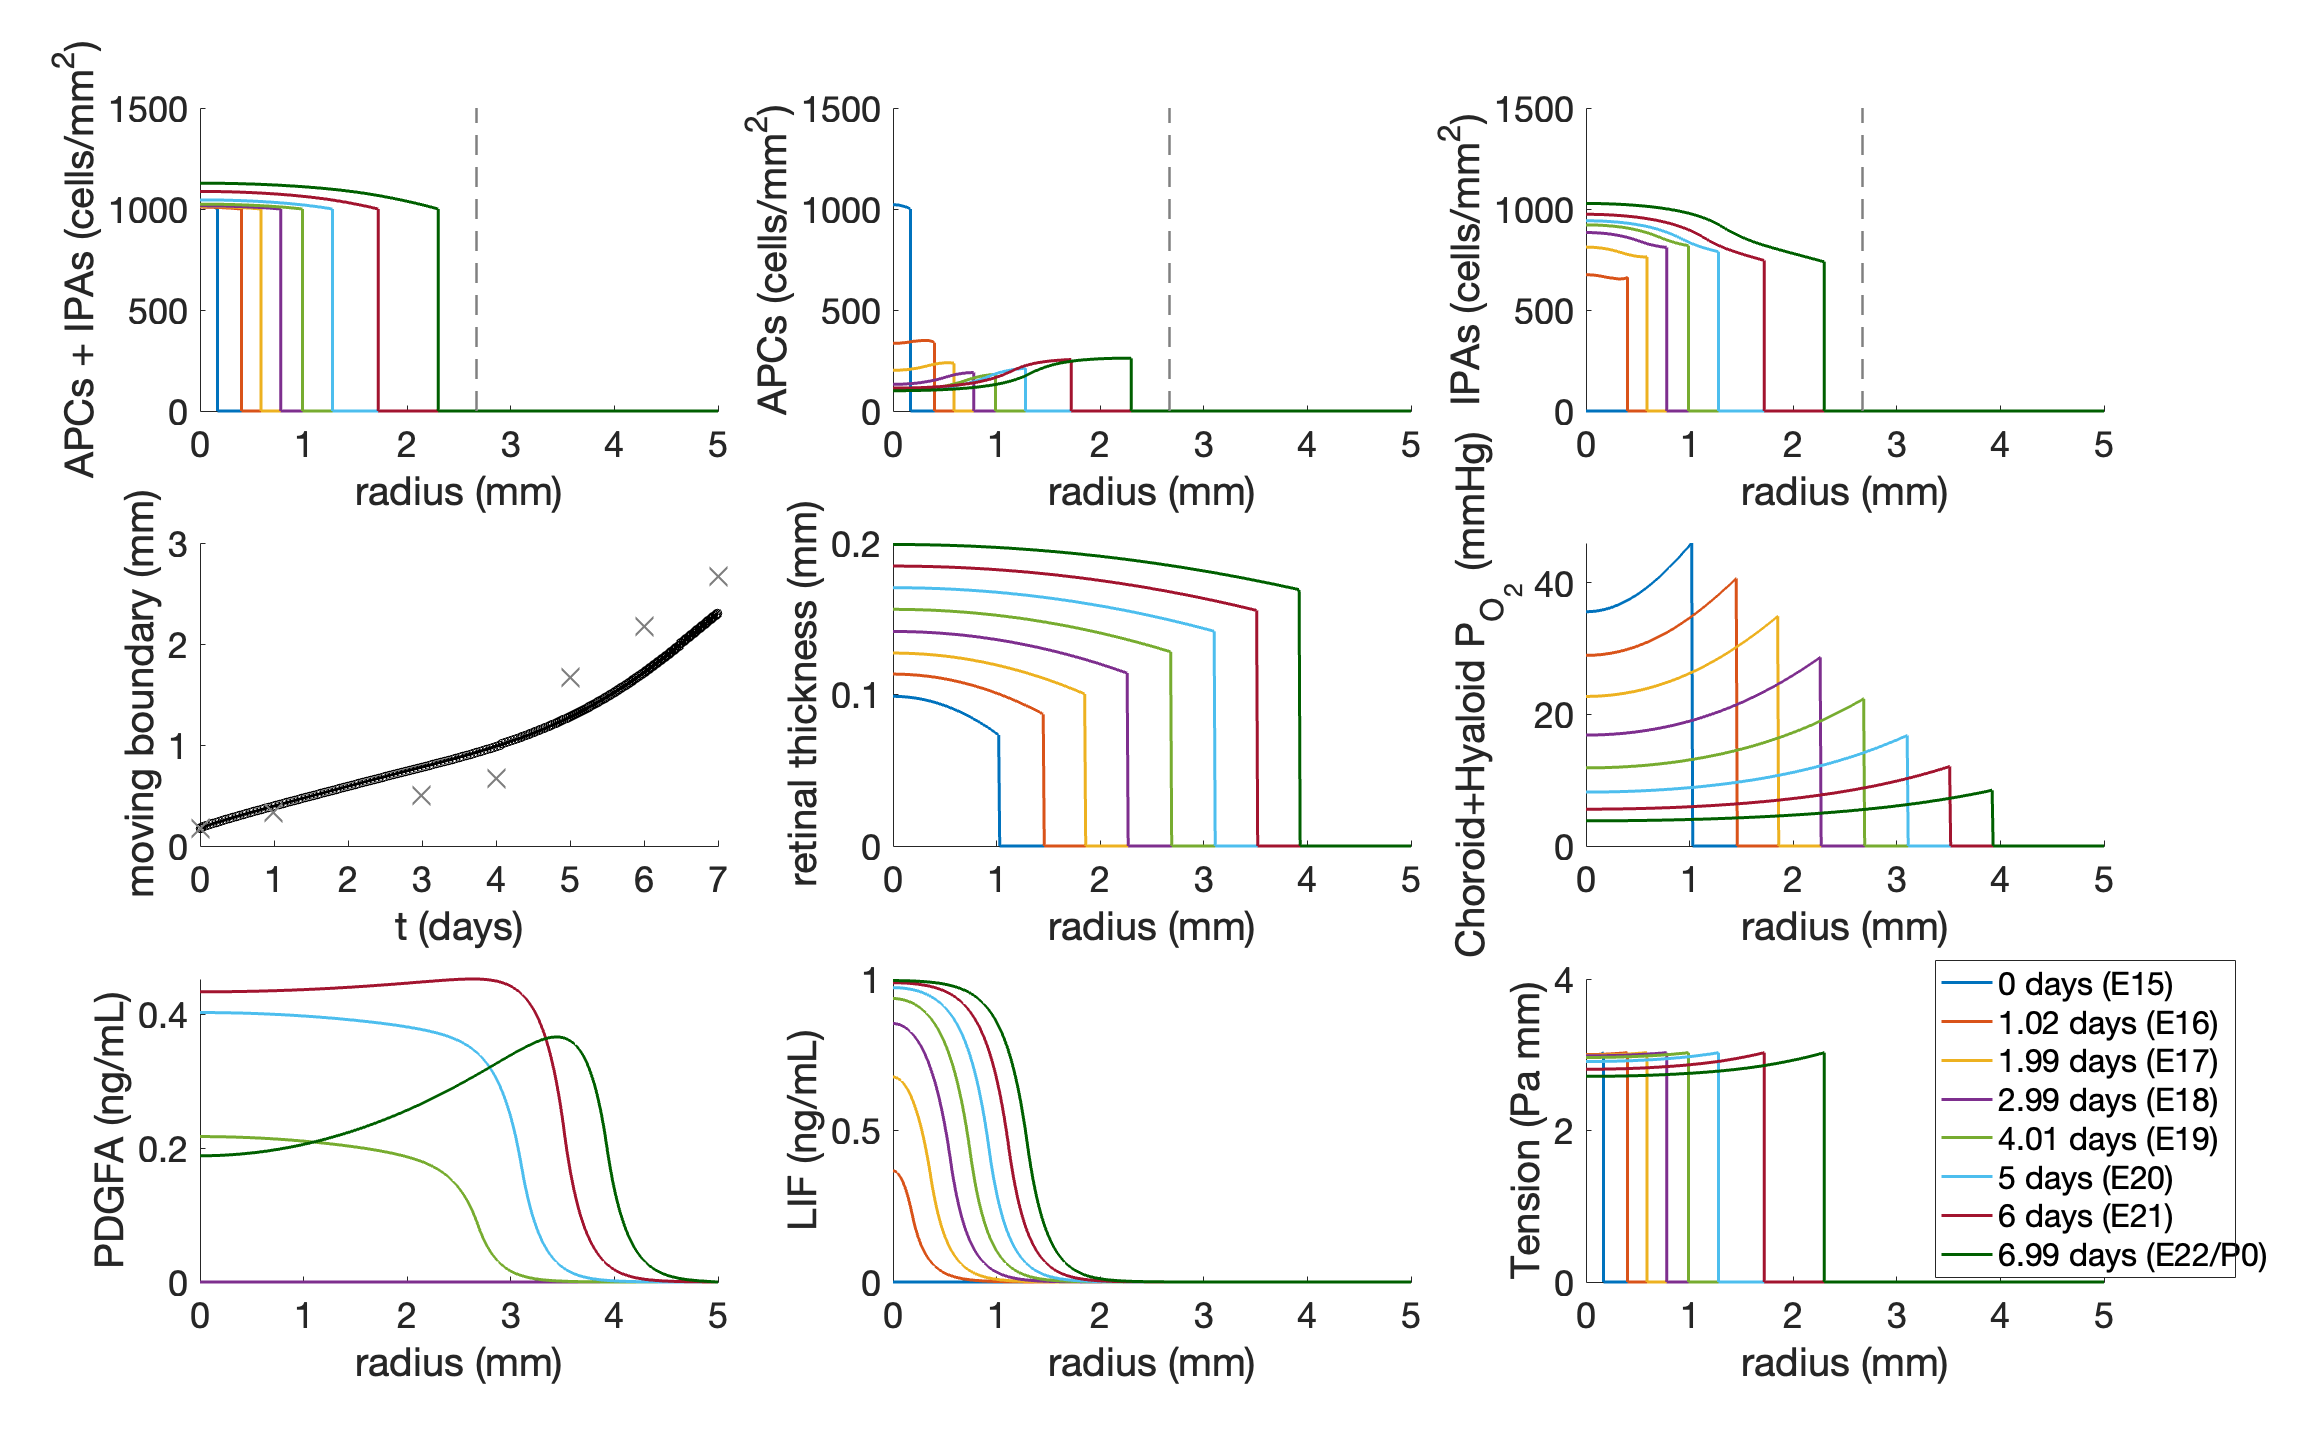 APCs + IPAs (cells/mm²)
1500
1000
500
0
0 1 2 3 4 5
radius (mm)
APCs (cells/mm²)
1500
1000
500
0
0 1 2 3 4 5
radius (mm)
IPAs (cells/mm²)
1500
1000
500
0
0 1 2 3 4 5
radius (mm)
moving boundary (mm)
3
2
1
0
0 1 2 3 4 5 6 7
t (days)
retinal thickness (mm)
0.2
0.1
0
0 1 2 3 4 5
radius (mm)
Choroid+Hyaloid P_O₂ (mmHg)
40
20
0
0 1 2 3 4 5
radius (mm)
PDGFA (ng/mL)
0.4
0.2
0
0 1 2 3 4 5
radius (mm)
LIF (ng/mL)
1
0.5
0
0 1 2 3 4 5
radius (mm)
Tension (Pa mm)
4
2
0
0 1 2 3 4 5
radius (mm)
0 days (E15)
1.02 days (E16)
1.99 days (E17)
2.99 days (E18)
4.01 days (E19)
5 days (E20)
6 days (E21)
6.99 days (E22/P0)